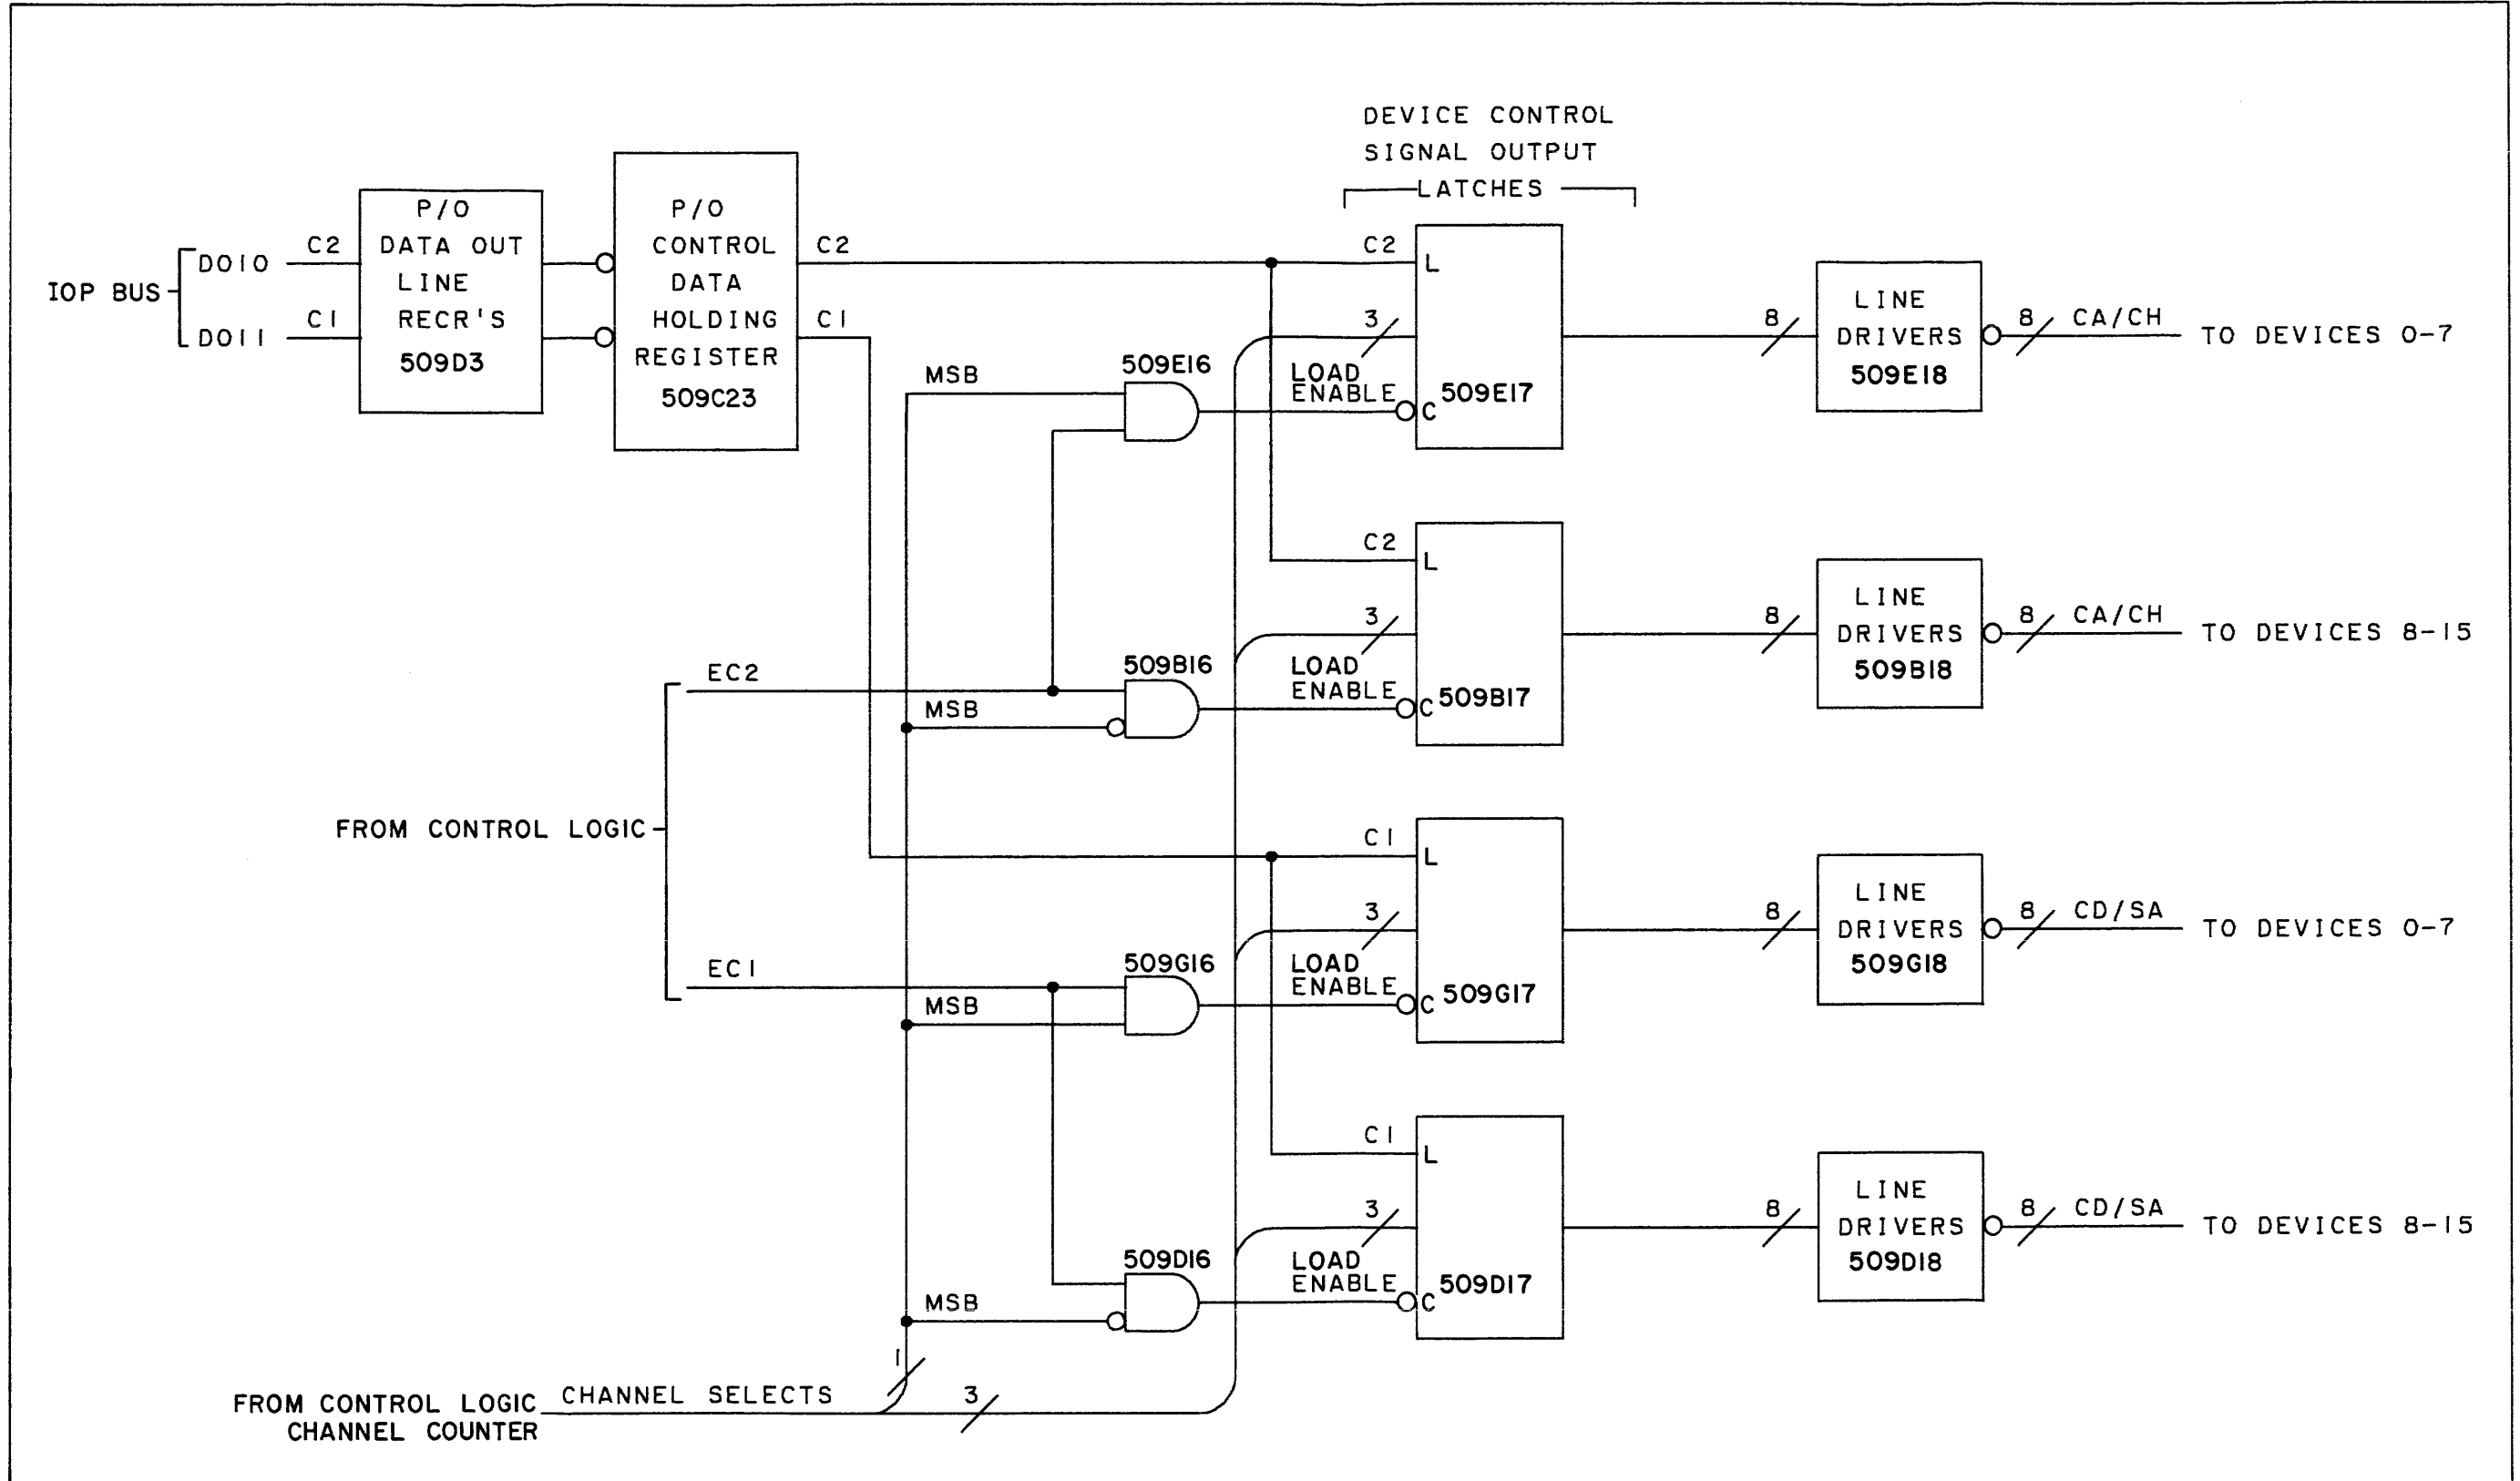 DEVICE CONTROL
SIGNAL OUTPUT
LATCHES
IOP BUS
DO10
C2
DO11
C1
P/O
DATA OUT
LINE
RECR'S
509D3
P/O
CONTROL
DATA
HOLDING
REGISTER
509C23
C2
C1
MSB
509E16
C2
L
3
LOAD
ENABLE
C
509E17
8
LINE
DRIVERS
509E18
8
CA/CH
TO DEVICES 0-7
FROM CONTROL LOGIC
EC2
MSB
509B16
C2
L
3
LOAD
ENABLE
C
509B17
8
LINE
DRIVERS
509B18
8
CA/CH
TO DEVICES 8-15
EC1
MSB
509G16
C1
L
3
LOAD
ENABLE
C
509G17
8
LINE
DRIVERS
509G18
8
CD/SA
TO DEVICES 0-7
MSB
509D16
C1
L
3
LOAD
ENABLE
C
509D17
8
LINE
DRIVERS
509D18
8
CD/SA
TO DEVICES 8-15
FROM CONTROL LOGIC
CHANNEL COUNTER
CHANNEL SELECTS
1
3